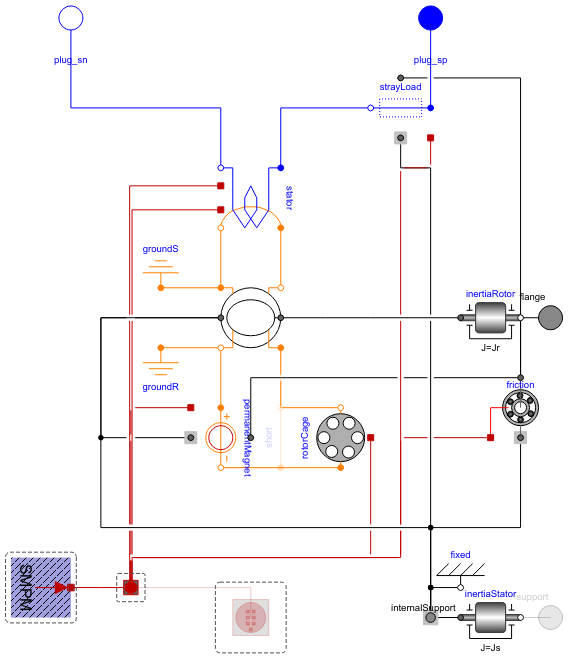 plug_sn
plug_sp
strayLoad
stator
groundS
inertiaRotor
flange
J=Jr
groundR
friction
permanentMagnet
+
-
short
rotorCage
fixed
SMPM
internalSupport
inertiaStator
support
J=Js